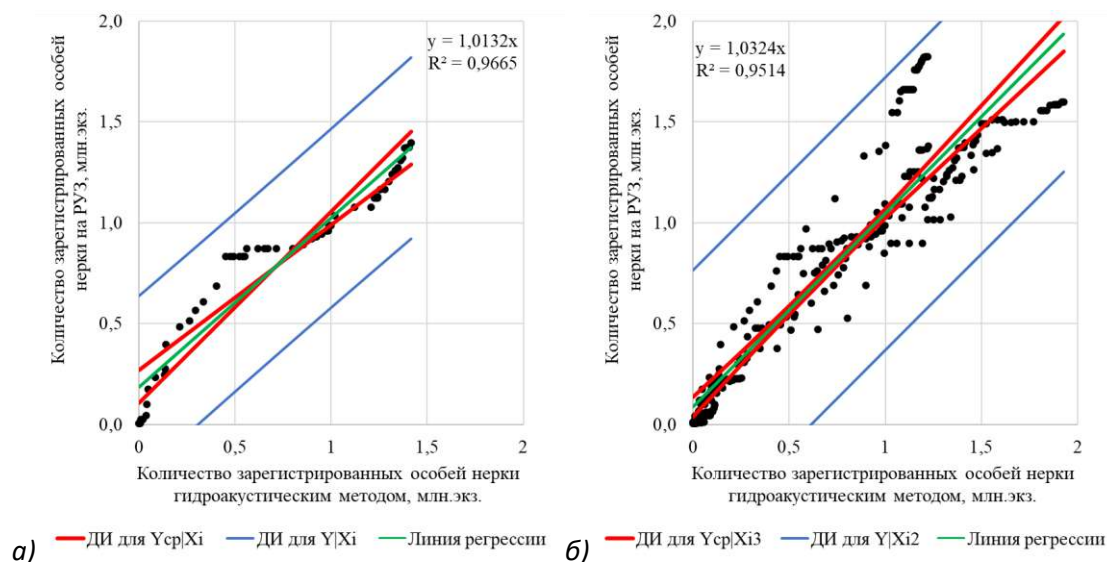 Количество зарегистрированных особей
нерки на РУЗ, млн.экз.
2,0
1,5
1,0
0,5
0,0
y = 1,0132x
R² = 0,9665
0
0,5
1
1,5
2
Количество зарегистрированных особей нерки
гидроакустическим методом, млн.экз.
а)
ДИ для Yср|Xi
ДИ для Y|Xi
Линия регрессии
Количество зарегистрированных особей
нерки на РУЗ, млн.экз.
2,0
1,5
1,0
0,5
0,0
y = 1,0324x
R² = 0,9514
0
0,5
1
1,5
2
Количество зарегистрированных особей нерки
гидроакустическим методом, млн.экз.
б)
ДИ для Yср|Xi3
ДИ для Y|Xi2
Линия регрессии